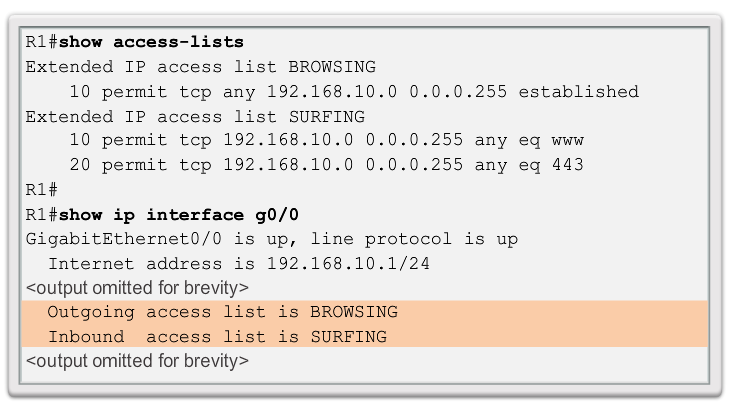 R1#show access-lists
Extended IP access list BROWSING
    10 permit tcp any 192.168.10.0 0.0.0.255 established
Extended IP access list SURFING
    10 permit tcp 192.168.10.0 0.0.0.255 any eq www
    20 permit tcp 192.168.10.0 0.0.0.255 any eq 443
R1#
R1#show ip interface g0/0
GigabitEthernet0/0 is up, line protocol is up
  Internet address is 192.168.10.1/24
<output omitted for brevity>
  Outgoing access list is BROWSING
  Inbound  access list is SURFING
<output omitted for brevity>